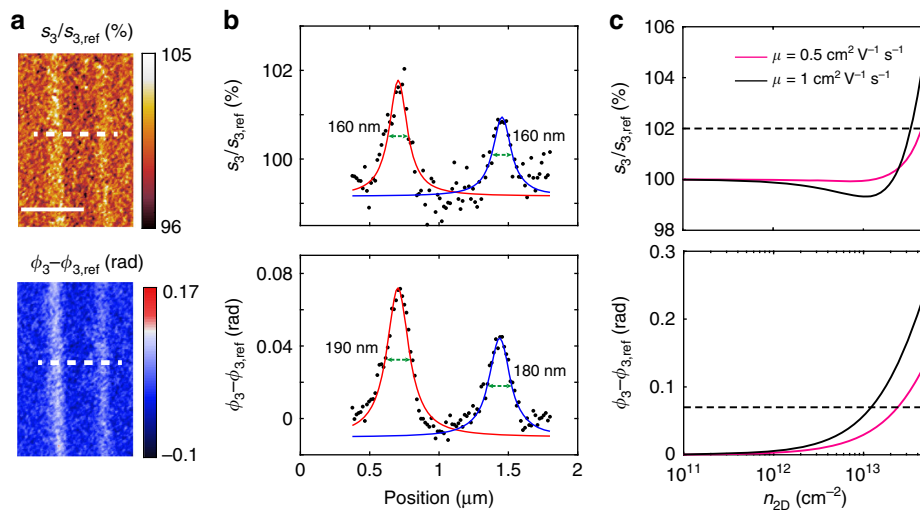 a
s3/s3,ref (%)
105
96
ϕ3–ϕ3,ref (rad)
0.17
–0.1
b
s3/s3,ref (%)
104
102
100
160 nm
160 nm
ϕ3–ϕ3,ref (rad)
0.08
0.04
0
190 nm
180 nm
0
0.5
1
1.5
2
Position (μm)
c
s3/s3,ref (%)
106
104
102
100
98
μ = 0.5 cm² V⁻¹ s⁻¹
μ = 1 cm² V⁻¹ s⁻¹
ϕ3–ϕ3,ref (rad)
0.3
0.2
0.1
0
10¹¹
10¹²
10¹³
n2D (cm⁻²)